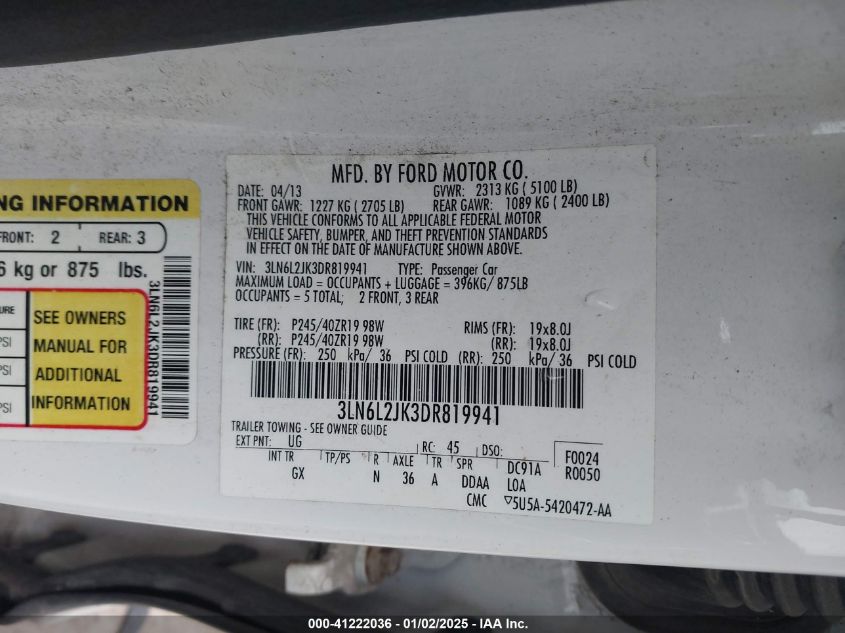 MFD. BY FORD MOTOR CO.
DATE: 04/13 GVWR: 2313 KG ( 5100 LB)
FRONT GAWR: 1227 KG ( 2705 LB) REAR GAWR: 1089 KG ( 2400 LB)
THIS VEHICLE CONFORMS TO ALL APPLICABLE FEDERAL MOTOR
VEHICLE SAFETY, BUMPER, AND THEFT PREVENTION STANDARDS
IN EFFECT ON THE DATE OF MANUFACTURE SHOWN ABOVE.
VIN: 3LN6L2JK3DR819941 TYPE: Passenger Car
MAXIMUM LOAD = OCCUPANTS + LUGGAGE = 396KG/ 875LB
OCCUPANTS = 5 TOTAL; 2 FRONT, 3 REAR
TIRE (FR): P245/40ZR19 98W RIMS (FR): 19x8.0J
(RR): P245/40ZR19 98W (RR): 19x8.0J
PRESSURE (FR): 250 kPa/ 36 PSI COLD (RR): 250 kPa/ 36 PSI COLD
3LN6L2JK3DR819941
TRAILER TOWING - SEE OWNER GUIDE
EXT PNT: UG RC: 45 DSO: F0024
INT TR TP/PS R AXLE TR SPR DC91A R0050
GX N 36 A DDAA LOA
CMC ▽5U5A-5420472-AA
NG INFORMATION
FRONT: 2 REAR: 3
6 kg or 875 lbs.
URE
PSI
PSI
PSI
SEE OWNERS
MANUAL FOR
ADDITIONAL
INFORMATION
3LN6L2JK3DR819941
000-41222036 - 01/02/2025 - © IAA Inc.